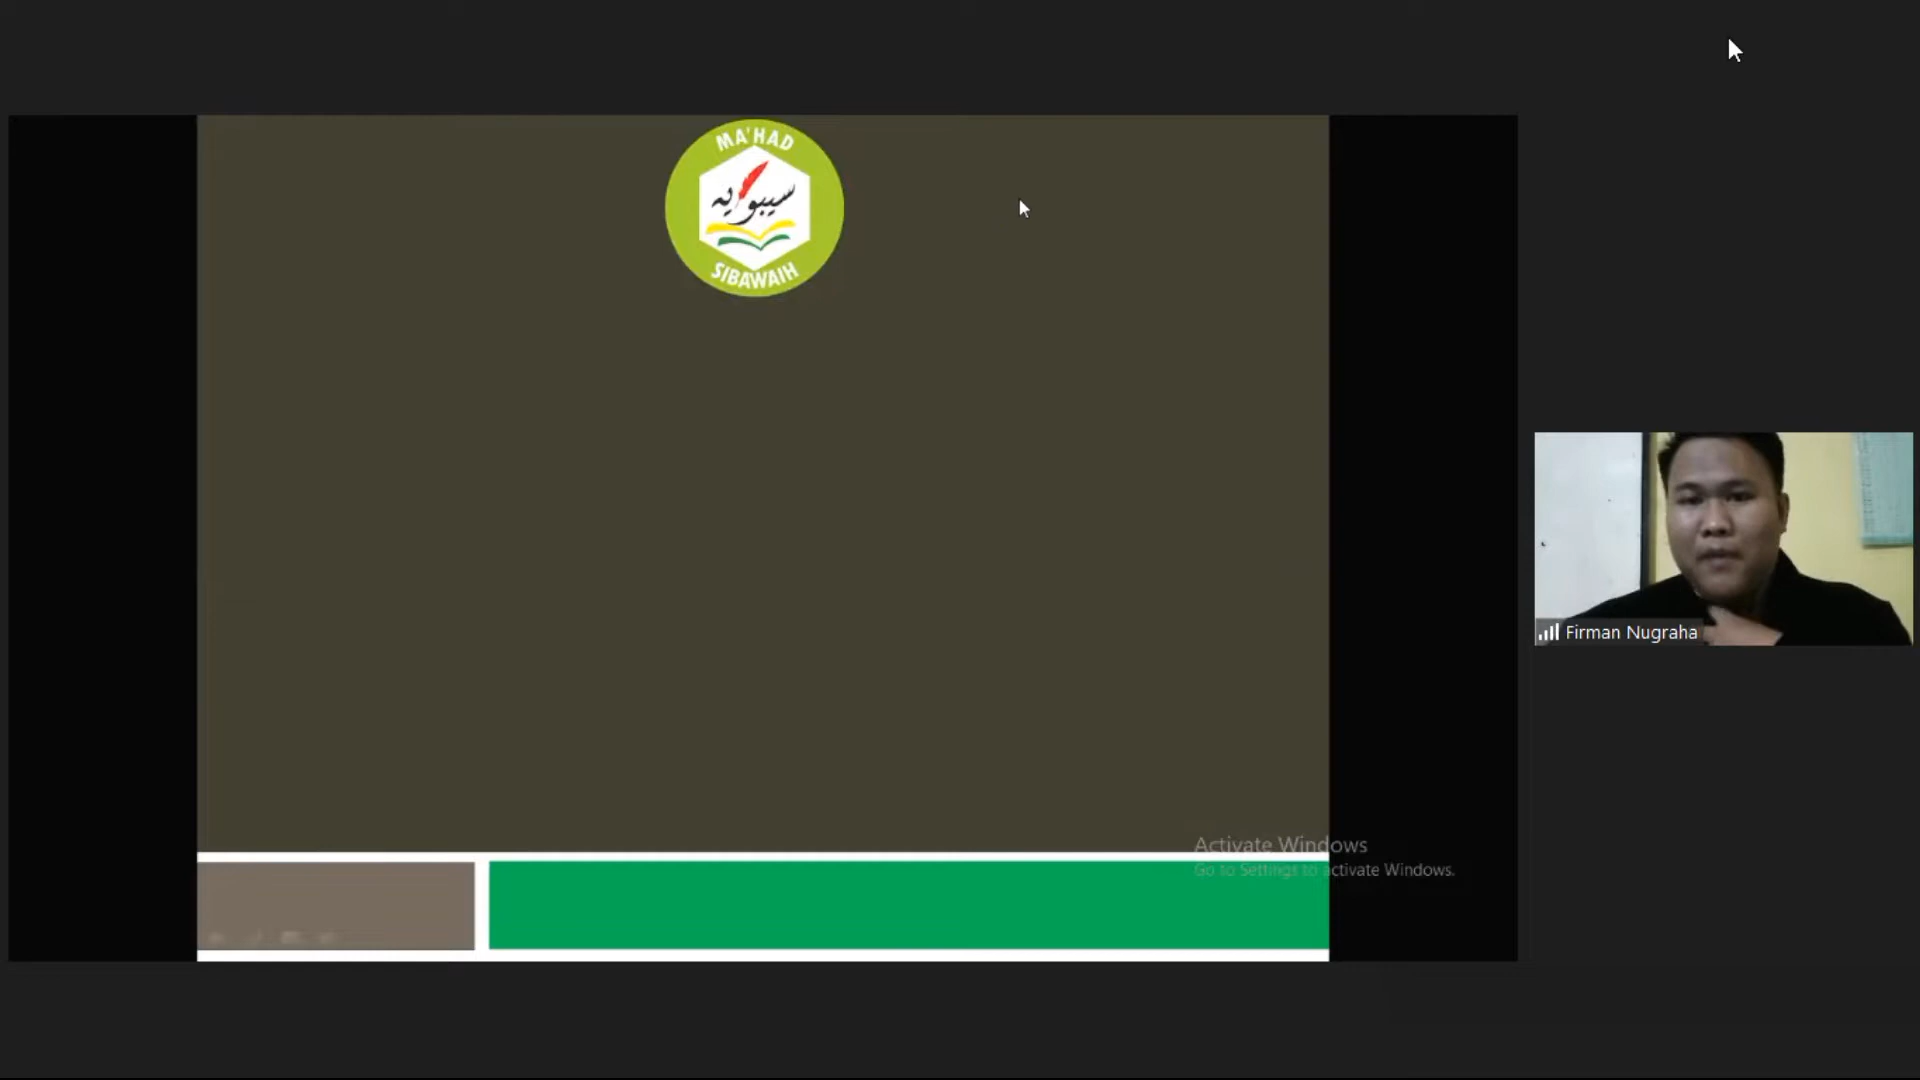 MA'HAD
سيبويه
SIBAWAIH
Firman Nugraha
Activate Windows
Go to Settings to activate Windows.